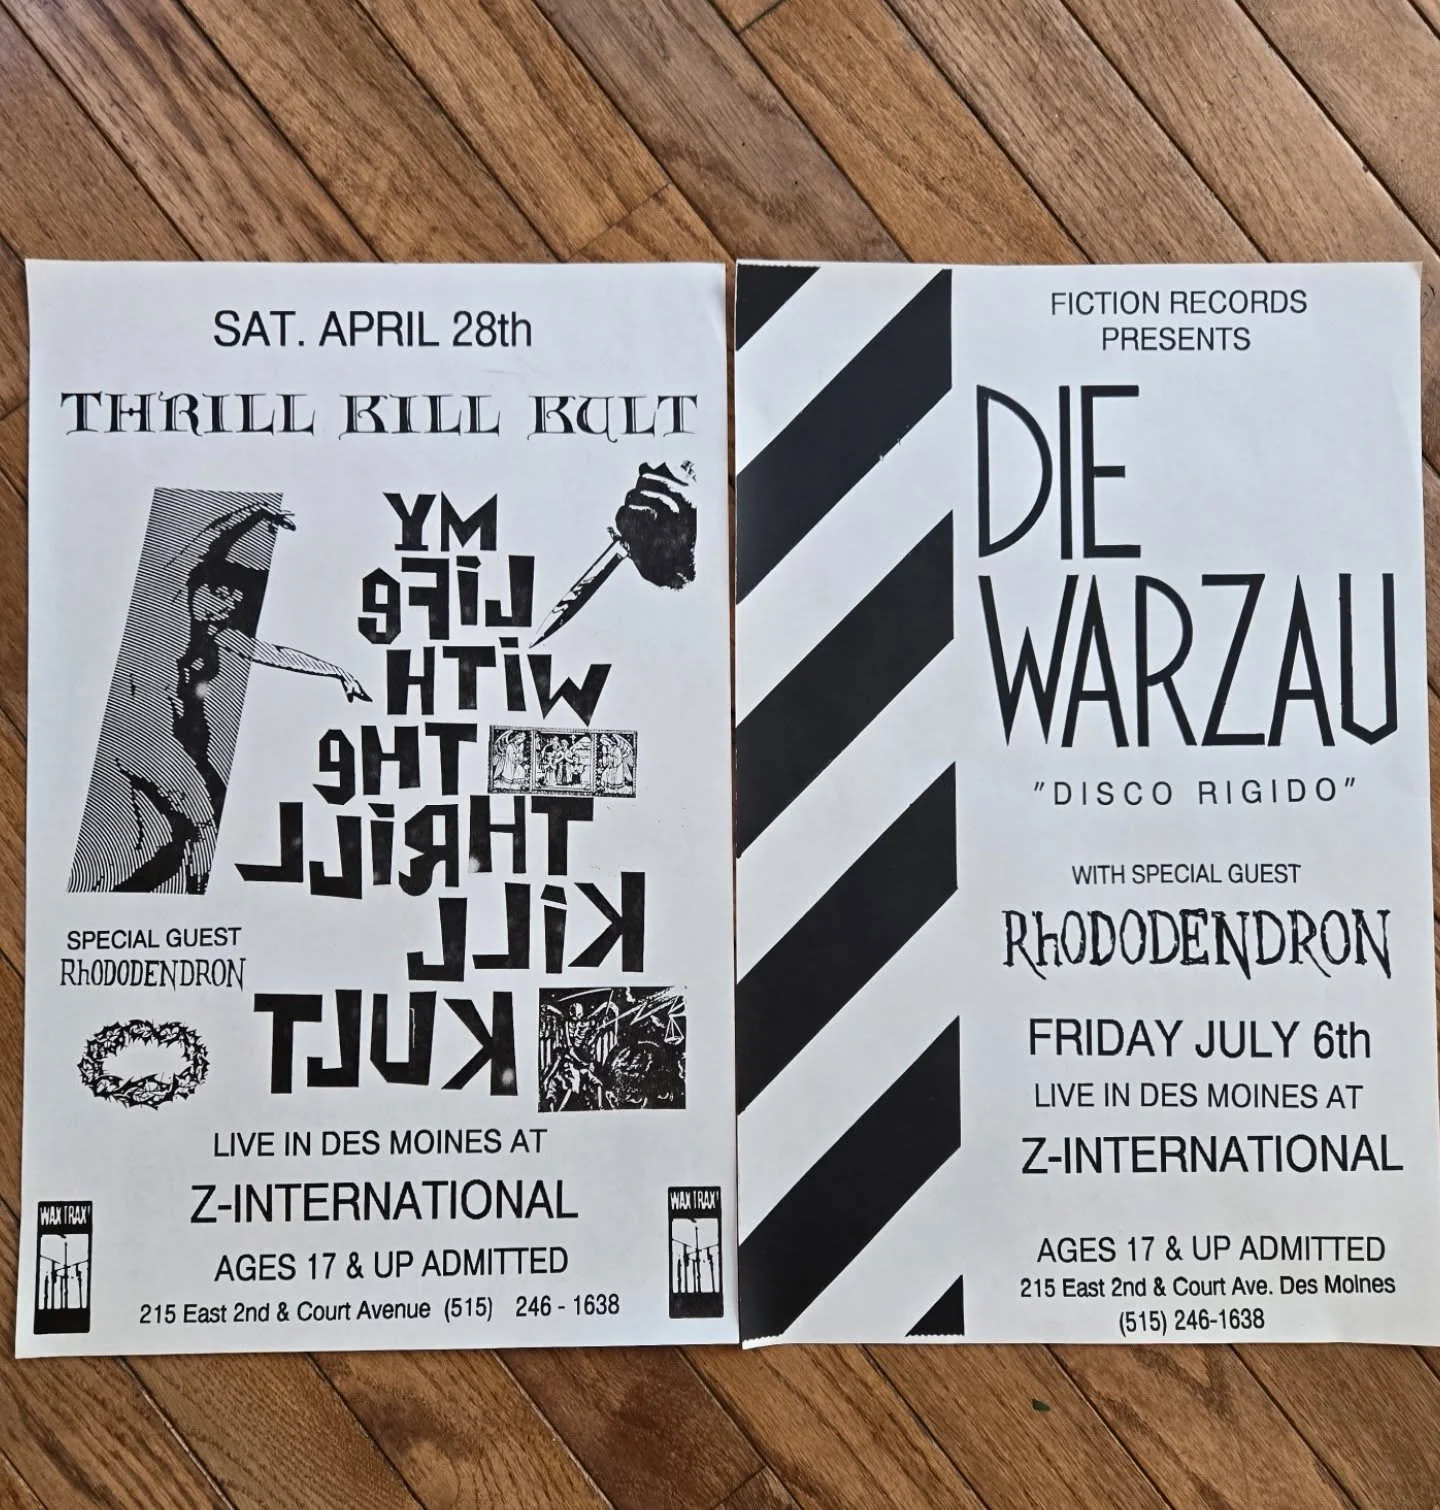 SAT. APRIL 28th
THRILL KILL KULT
MY
LiFe
WiTH
THe
THRiLL
KiLL
KULT
SPECIAL GUEST
RhODODENDRON
LIVE IN DES MOINES AT
Z-INTERNATIONAL
WAX TRAX!
WAX TRAX!
AGES 17 & UP ADMITTED
215 East 2nd & Court Avenue (515) 246 - 1638
FICTION RECORDS
PRESENTS
DIE
WARZAU
"DISCO RIGIDO"
WITH SPECIAL GUEST
RhODODENDRON
FRIDAY JULY 6th
LIVE IN DES MOINES AT
Z-INTERNATIONAL
AGES 17 & UP ADMITTED
215 East 2nd & Court Ave. Des Moines
(515) 246-1638